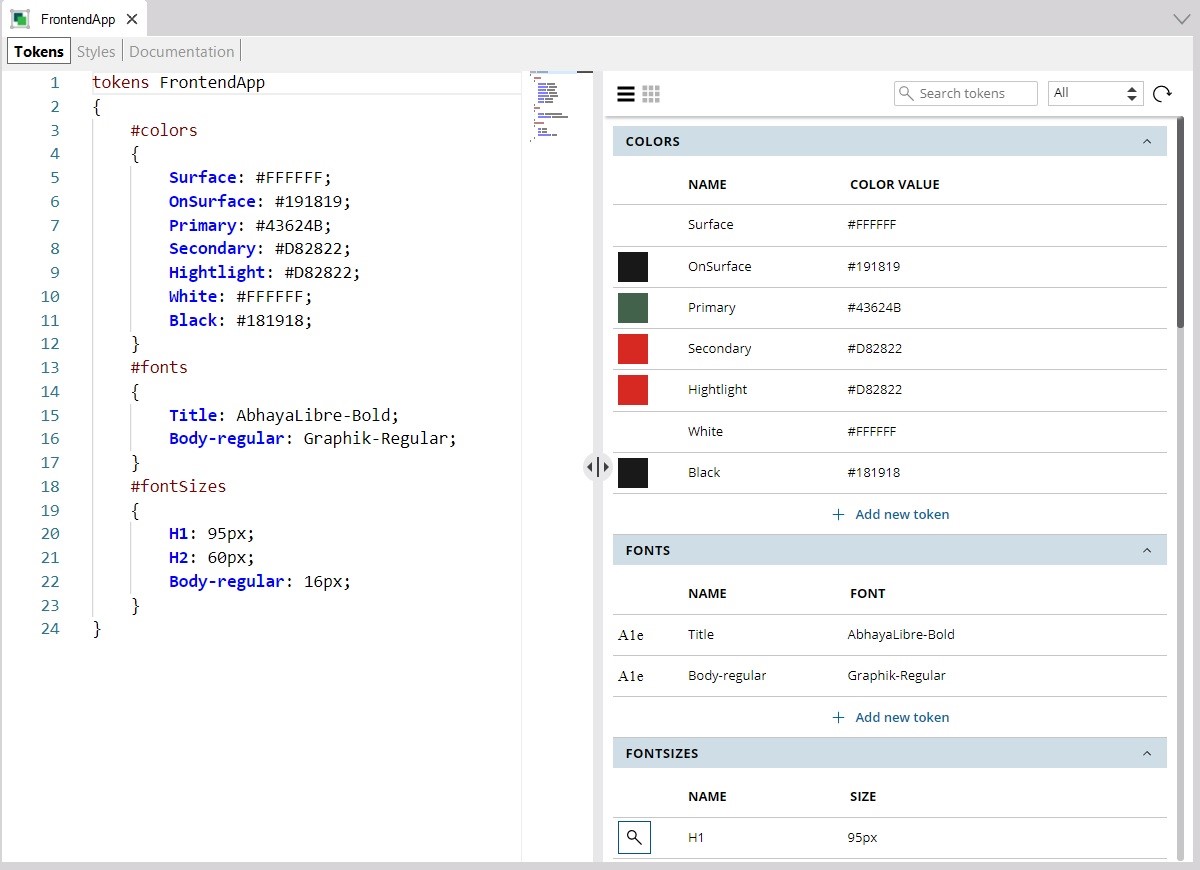 FrontendApp
Tokens Styles Documentation
1 tokens FrontendApp
2 {
3 #colors
4 {
5 Surface: #FFFFFF;
6 OnSurface: #191819;
7 Primary: #43624B;
8 Secondary: #D82822;
9 Hightlight: #D82822;
10 White: #FFFFFF;
11 Black: #181918;
12 }
13 #fonts
14 {
15 Title: AbhayaLibre-Bold;
16 Body-regular: Graphik-Regular;
17 }
18 #fontSizes
19 {
20 H1: 95px;
21 H2: 60px;
22 Body-regular: 16px;
23 }
24 }
Search tokens All
COLORS
NAME COLOR VALUE
Surface #FFFFFF
OnSurface #191819
Primary #43624B
Secondary #D82822
Hightlight #D82822
White #FFFFFF
Black #181918
+ Add new token
FONTS
NAME FONT
A1e Title AbhayaLibre-Bold
A1e Body-regular Graphik-Regular
+ Add new token
FONTSIZES
NAME SIZE
H1 95px